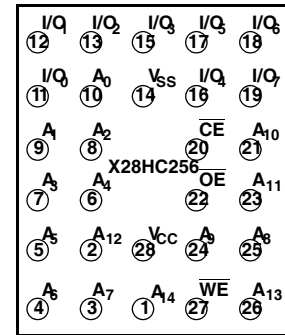 I/O1 I/O2 I/O3 I/O5 I/O6
12 13 15 17 18
I/O0 A0 VSS I/O4 I/O7
11 10 14 16 19
A1 A2 CE A10
9 8 20 21
X28HC256
A3 A4 OE A11
7 6 22 23
A5 A12 VCC A9 A8
5 2 28 24 25
A6 A7 A14 WE A13
4 3 1 27 26